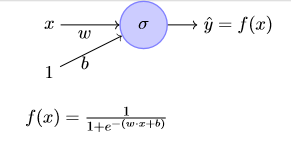 x w σ ŷ = f(x)
1 b
f(x) = 1 / (1+e^{-(w·x+b)})